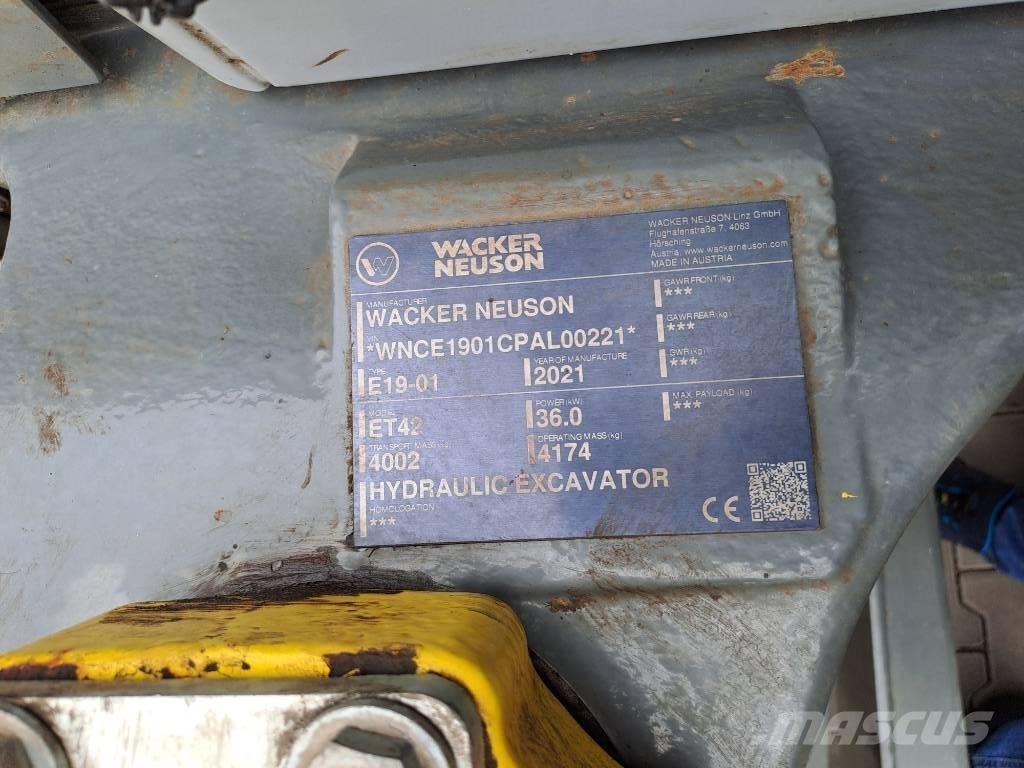 WACKER
NEUSON
WACKER NEUSON Linz GmbH
Flughafenstraße 7, 4063
Hörsching
Austria, www.wackerneuson.com
MADE IN AUSTRIA
MANUFACTURER
WACKER NEUSON
VIN
*WNCE1901CPAL00221*
TYPE
E19-01
YEAR OF MANUFACTURE
2021
MODEL
ET42
POWER (kW)
36.0
TRANSPORT MASS (kg)
4002
OPERATING MASS (kg)
4174
HYDRAULIC EXCAVATOR
HOMOLOGATION
***
GAWR FRONT (kg)
***
GAWR REAR (kg)
***
GWR (kg)
***
MAX. PAYLOAD (kg)
***
CE
MASCUS